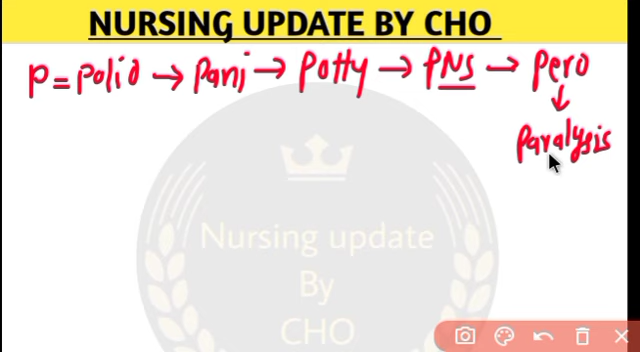 NURSING UPDATE BY CHO
P = Polio → Pani → Potty → PNS → Pero
↓
Paralysis
Nursing update
By
CHO